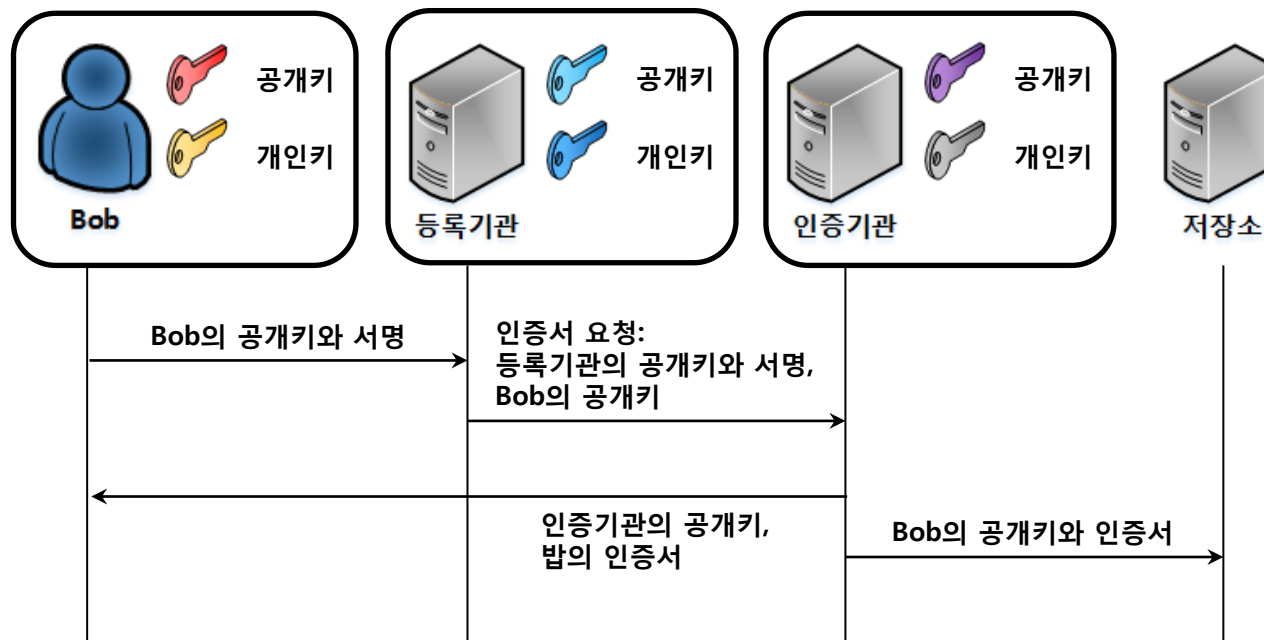 공개키
개인키
Bob
공개키
개인키
등록기관
공개키
개인키
인증기관
저장소
Bob의 공개키와 서명
인증서 요청:
등록기관의 공개키와 서명,
Bob의 공개키
인증기관의 공개키,
밥의 인증서
Bob의 공개키와 인증서